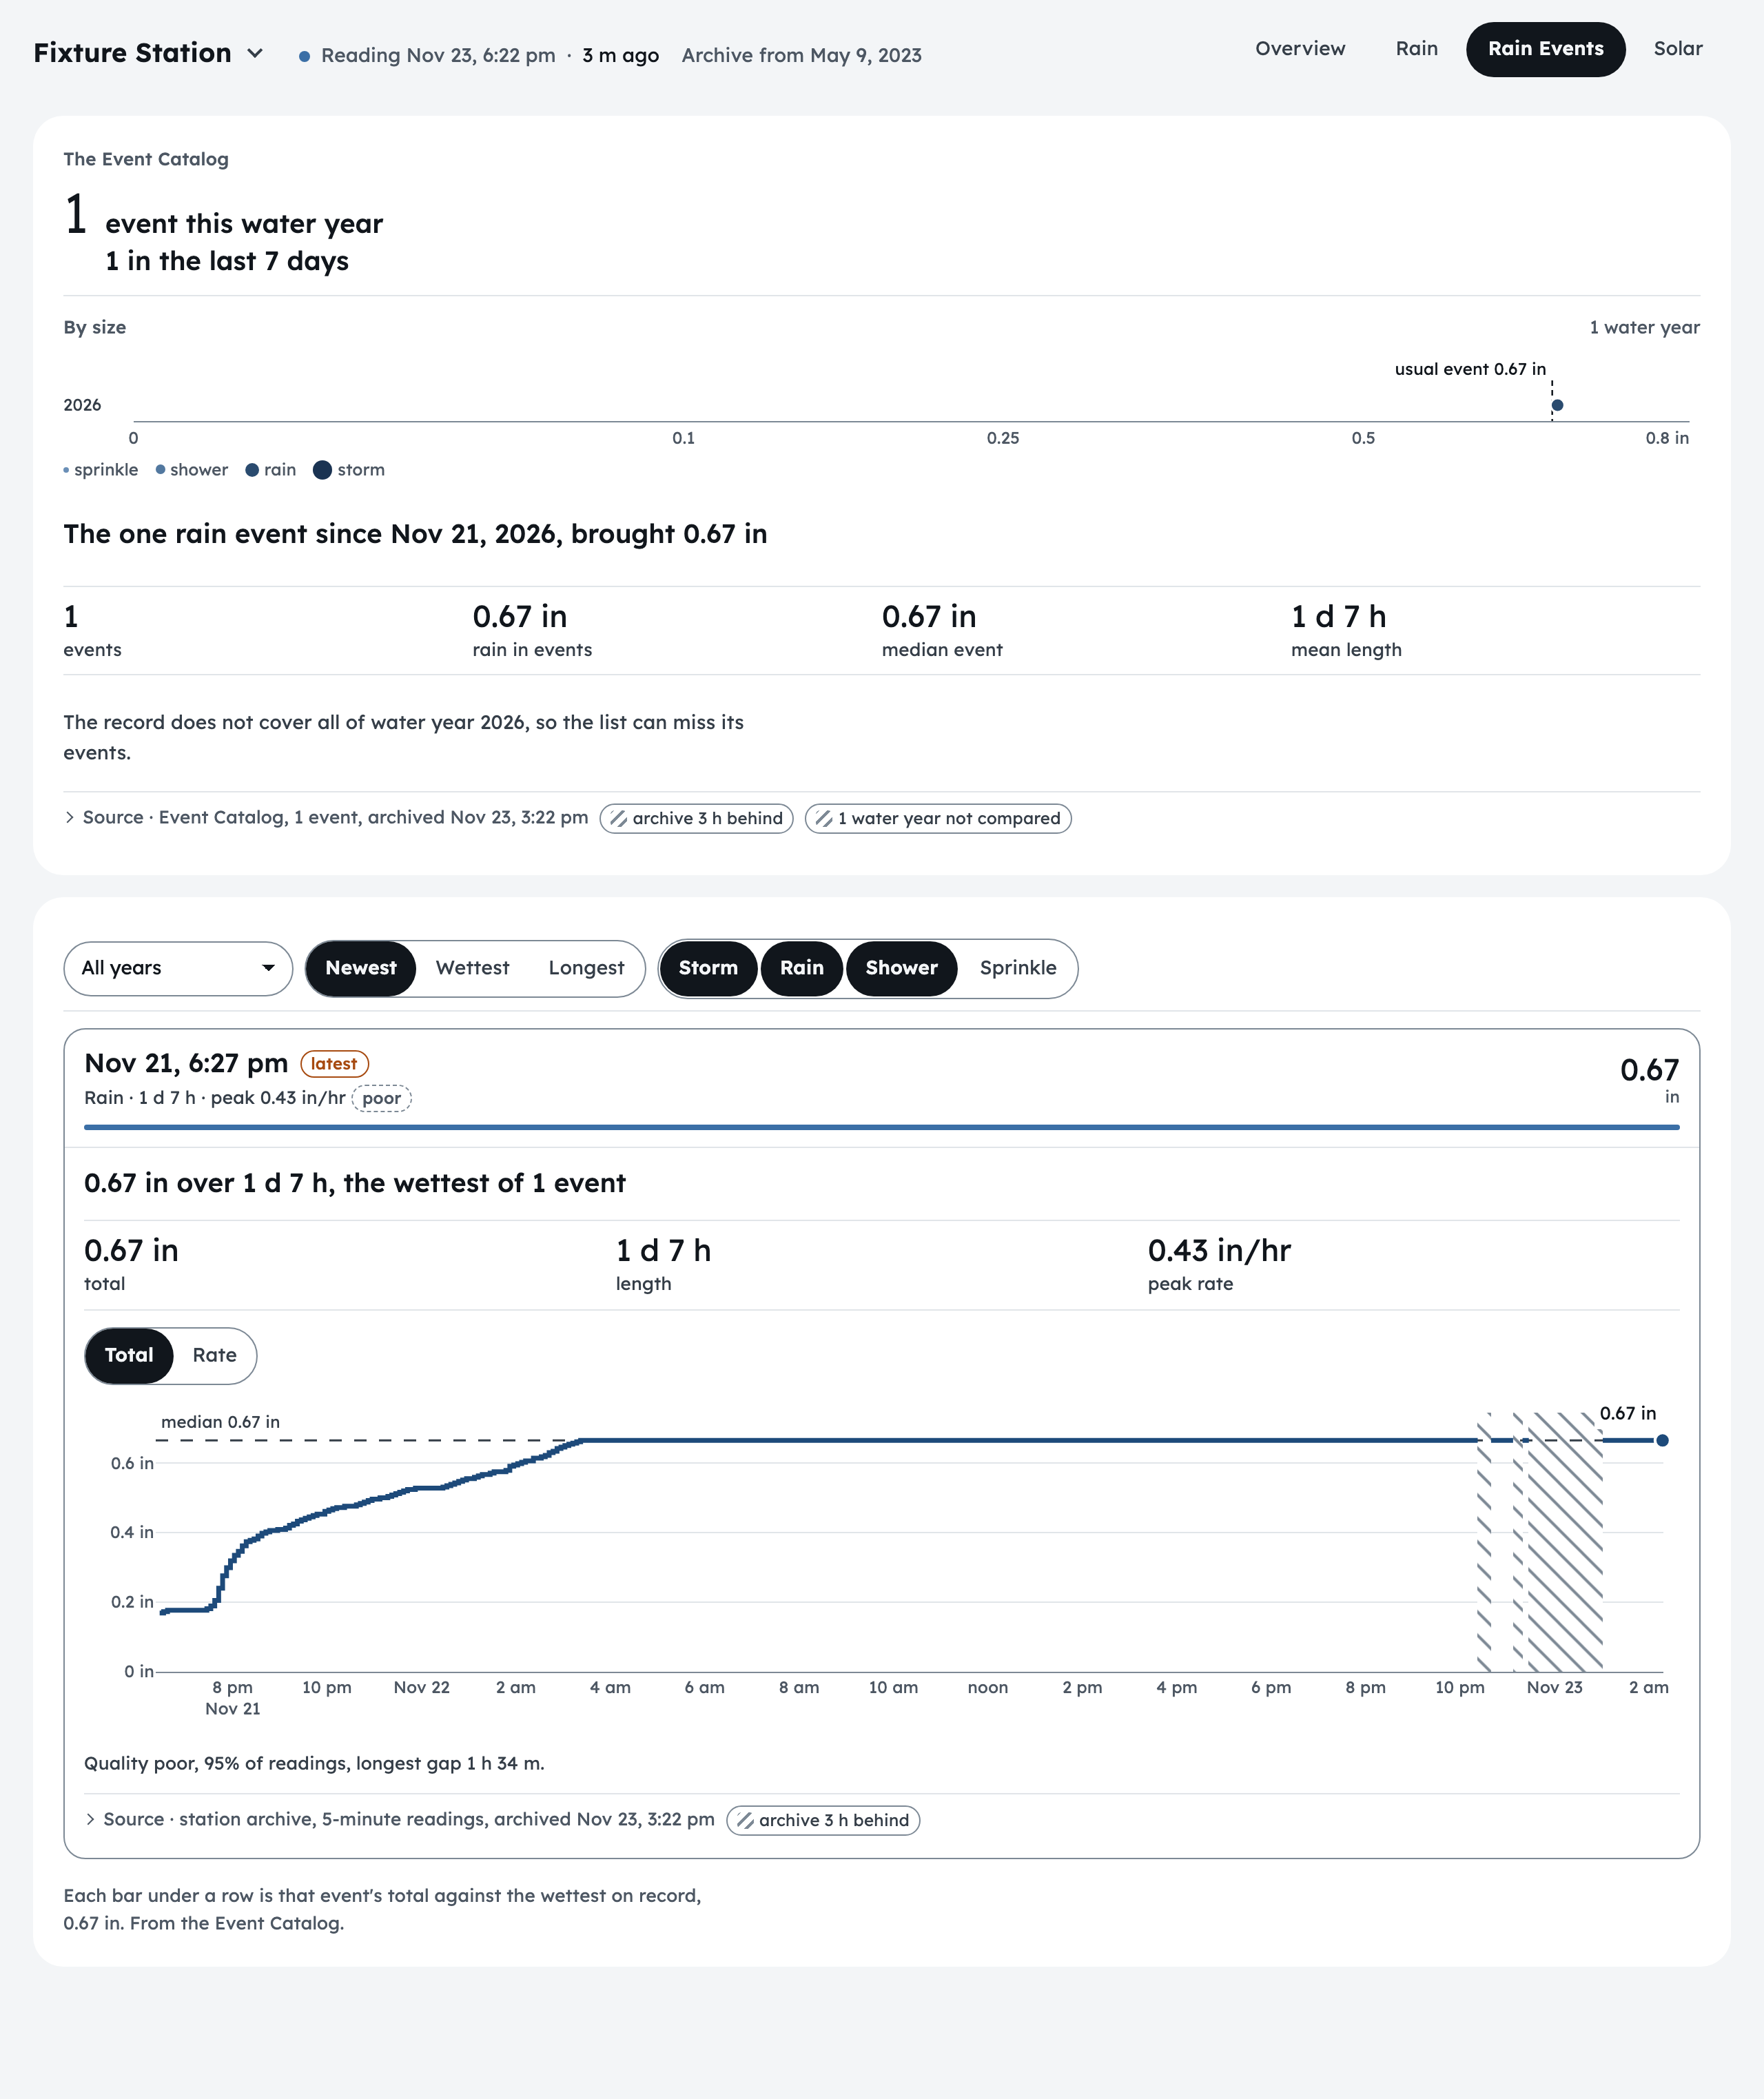 Fixture Station
Reading Nov 23, 6:22 pm · 3 m ago Archive from May 9, 2023
Overview Rain Rain Events Solar
The Event Catalog
1 event this water year
1 in the last 7 days
By size 1 water year
usual event 0.67 in
2026
0 0.1 0.25 0.5 0.8 in
sprinkle shower rain storm
The one rain event since Nov 21, 2026, brought 0.67 in
1 0.67 in 0.67 in 1 d 7 h
events rain in events median event mean length
The record does not cover all of water year 2026, so the list can miss its
events.
Source · Event Catalog, 1 event, archived Nov 23, 3:22 pm archive 3 h behind 1 water year not compared
All years Newest Wettest Longest Storm Rain Shower Sprinkle
Nov 21, 6:27 pm latest
0.67
Rain · 1 d 7 h · peak 0.43 in/hr poor
in
0.67 in over 1 d 7 h, the wettest of 1 event
0.67 in 1 d 7 h 0.43 in/hr
total length peak rate
Total Rate
0.67 in
median 0.67 in
0.6 in
0.4 in
0.2 in
0 in
8 pm 10 pm Nov 22 2 am 4 am 6 am 8 am 10 am noon 2 pm 4 pm 6 pm 8 pm 10 pm Nov 23 2 am
Nov 21
Quality poor, 95% of readings, longest gap 1 h 34 m.
Source · station archive, 5-minute readings, archived Nov 23, 3:22 pm archive 3 h behind
Each bar under a row is that event's total against the wettest on record,
0.67 in. From the Event Catalog.